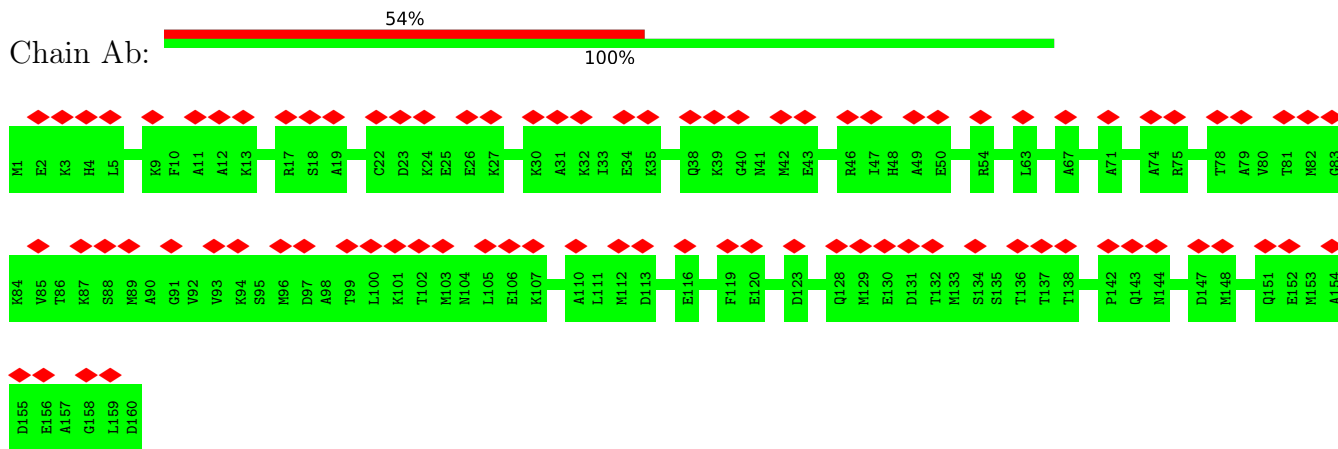 54%
Chain Ab:
100%
M1 E2 K3 H4 L5 K9 F10 A11 A12 K13 R17 S18 A19 C22 D23 K24 E25 E26 K27 K30 A31 K32 I33 E34 K35 Q38 K39 G40 N41 M42 E43 R46 I47 H48 A49 E50 R54 L63 A67 A71 A74 R75 T78 A79 V80 T81 M82 G83
K84 V85 T86 K87 S88 M89 A90 G91 V92 V93 K94 S95 M96 D97 A98 T99 L100 K101 T102 M103 N104 L105 E106 K107 A110 L111 M112 D113 E116 F119 E120 D123 Q128 M129 E130 D131 T132 M133 S134 S135 T136 T137 T138 P142 Q143 N144 D147 M148 Q151 E152 M153 A154
D155 E156 A157 G158 L159 D160